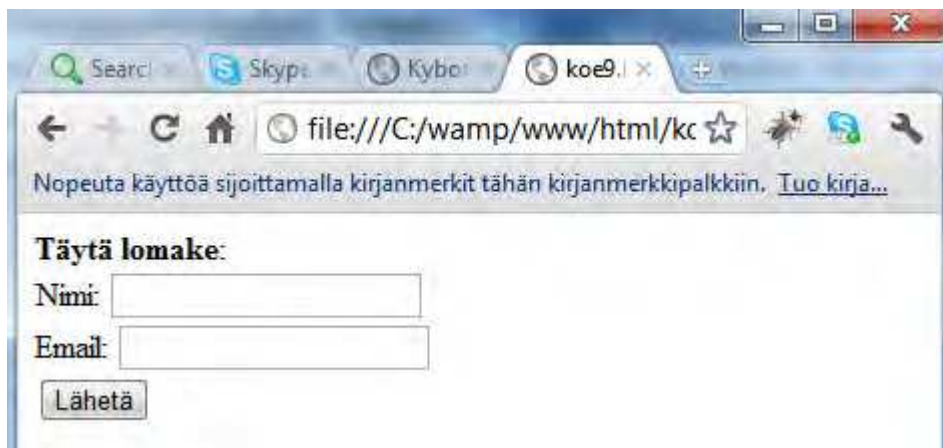 Searc Skype Kybo koe9.
file:///C:/wamp/www/html/kc
Nopeuta käyttöä sijoittamalla kirjanmerkit tähän kirjanmerkkipalkkiin. Tuo kirja...
Täytä lomake:
Nimi:
Email:
Lähetä